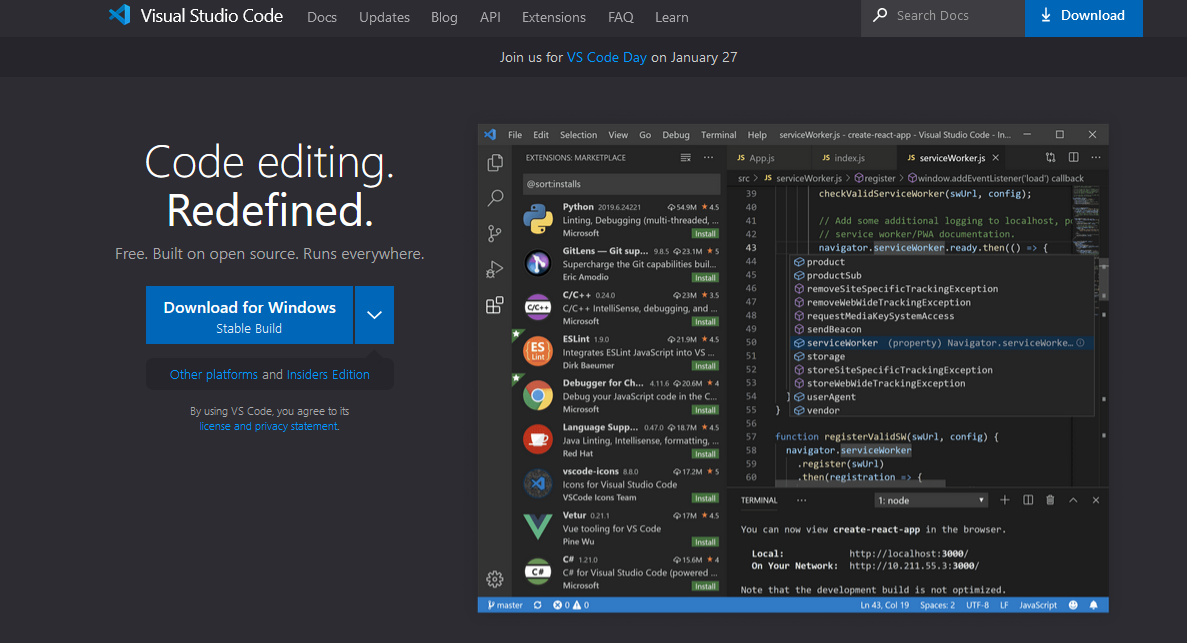 Visual Studio Code Docs Updates Blog API Extensions FAQ Learn Search Docs Download
Join us for VS Code Day on January 27
Code editing.
Redefined.
Free. Built on open source. Runs everywhere.
Download for Windows
Stable Build
Other platforms and Insiders Edition
By using VS Code, you agree to its
license and privacy statement.
File Edit Selection View Go Debug Terminal Help serviceWorker.js - create-react-app - Visual Studio Code - In...
EXTENSIONS: MARKETPLACE
@sort:installs
Python 2019.6.24221 54.9M ★ 4.5
Linting, Debugging (multi-threaded, ...
Microsoft Install
GitLens — Git sup... 9.8.5 23.1M ★ 5
Supercharge the Git capabilities buil...
Eric Amodio Install
C/C++ 0.24.0 23M ★ 3.5
C/C++ IntelliSense, debugging, and ...
Microsoft Install
ESLint 1.9.0 21.9M ★ 4.5
Integrates ESLint JavaScript into VS ...
Dirk Baeumer Install
Debugger for Ch... 4.11.6 20.6M ★ 4
Debug your JavaScript code in the C...
Microsoft Install
Language Supp... 0.47.0 18.7M ★ 4.5
Java Linting, Intellisense, formatting, ...
Red Hat Install
vscode-icons 8.8.0 17.2M ★ 5
Icons for Visual Studio Code
VSCode Icons Team Install
Vetur 0.21.1 17M ★ 4.5
Vue tooling for VS Code
Pine Wu Install
C# 1.21.0 15.6M ★ 4
C# for Visual Studio Code (powered ...
Microsoft Install
ES
Lint
C/C++
C#
JS App.js JS index.js JS serviceWorker.js
src > JS serviceWorker.js > register > window.addEventListener('load') callback
39 checkValidServiceWorker(swUrl, config);
40
41 // Add some additional logging to localhost, p
42 // service worker/PWA documentation.
43 navigator.serviceWorker.ready.then(() => {
44 product
45 productSub
46 removeSiteSpecificTrackingException
47 removeWebWideTrackingException
48 requestMediaKeySystemAccess
49 sendBeacon
50 serviceWorker (property) Navigator.serviceWorke...
51 storage
52 storeSiteSpecificTrackingException
53 storeWebWideTrackingException
54 } userAgent
55 } vendor
56
57 function registerValidSW(swUrl, config) {
58 navigator.serviceWorker
59 .register(swUrl)
60 .then(registration => {
TERMINAL ... 1: node
You can now view create-react-app in the browser.
Local: http://localhost:3000/
On Your Network: http://10.211.55.3:3000/
Note that the development build is not optimized.
master 0 0 Ln 43, Col 19 Spaces: 2 UTF-8 LF JavaScript